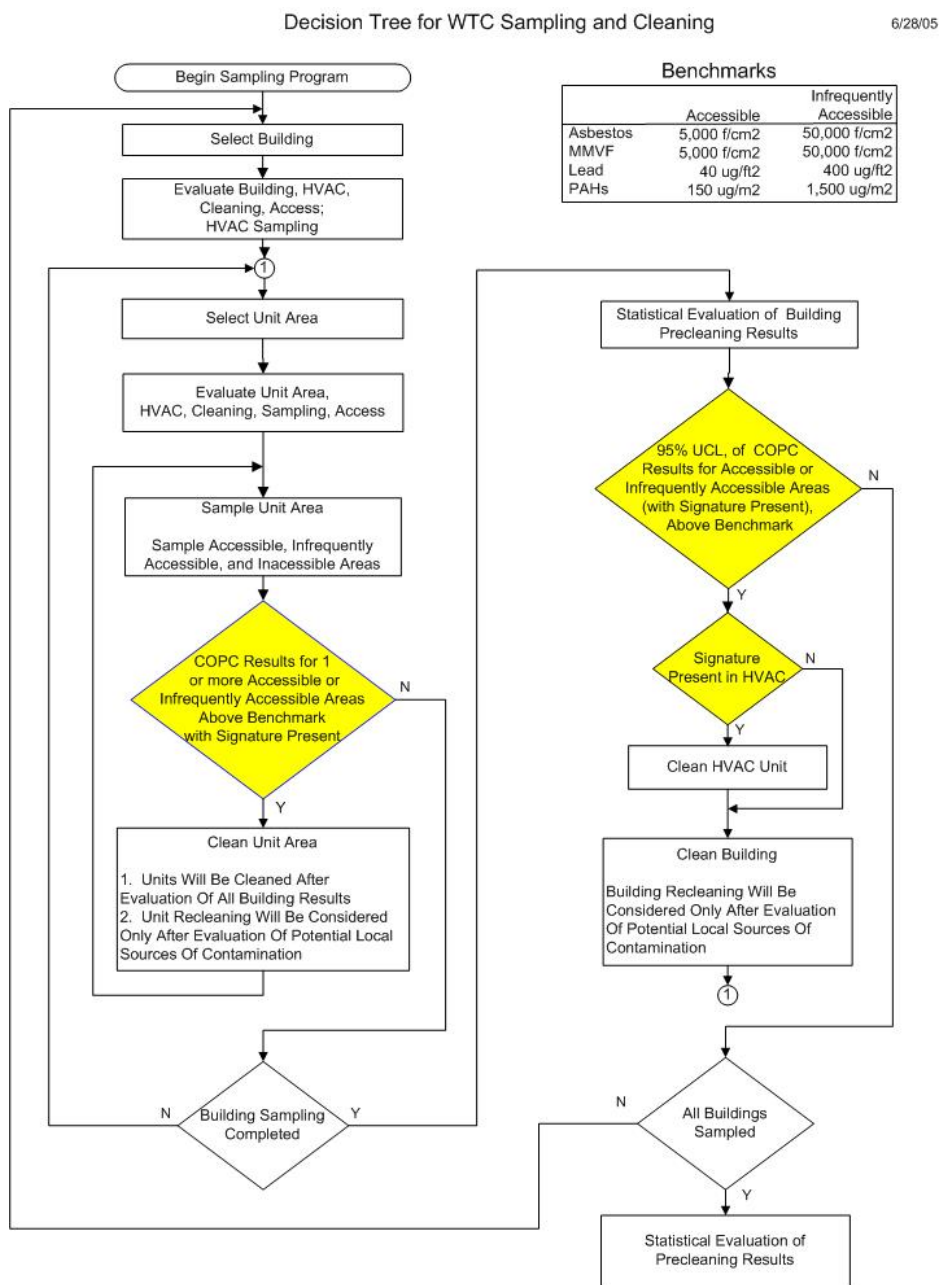 Decision Tree for WTC Sampling and Cleaning
6/28/05
Benchmarks
Accessible Infrequently Accessible
Asbestos 5,000 f/cm2 50,000 f/cm2
MMVF 5,000 f/cm2 50,000 f/cm2
Lead 40 ug/ft2 400 ug/ft2
PAHs 150 ug/m2 1,500 ug/m2
Begin Sampling Program
Select Building
Evaluate Building, HVAC,
Cleaning, Access;
HVAC Sampling
1
Select Unit Area
Evaluate Unit Area,
HVAC, Cleaning, Sampling, Access
Sample Unit Area
Sample Accessible, Infrequently
Accessible, and Inacessible Areas
COPC Results for 1
or more Accessible or
Infrequently Accessible Areas
Above Benchmark
with Signature Present
N
Y
Clean Unit Area
1. Units Will Be Cleaned After
Evaluation Of All Building Results
2. Unit Recleaning Will Be Considered
Only After Evaluation Of Potential Local
Sources Of Contamination
N
Building Sampling
Completed
Y
Statistical Evaluation of Building
Precleaning Results
95% UCL, of COPC
Results for Accessible or
Infrequently Accessible Areas
(with Signature Present),
Above Benchmark
N
Y
Signature
Present in HVAC
N
Y
Clean HVAC Unit
Clean Building
Building Recleaning Will Be
Considered Only After Evaluation
Of Potential Local Sources Of
Contamination
1
N
All Buildings
Sampled
Y
Statistical Evaluation of
Precleaning Results